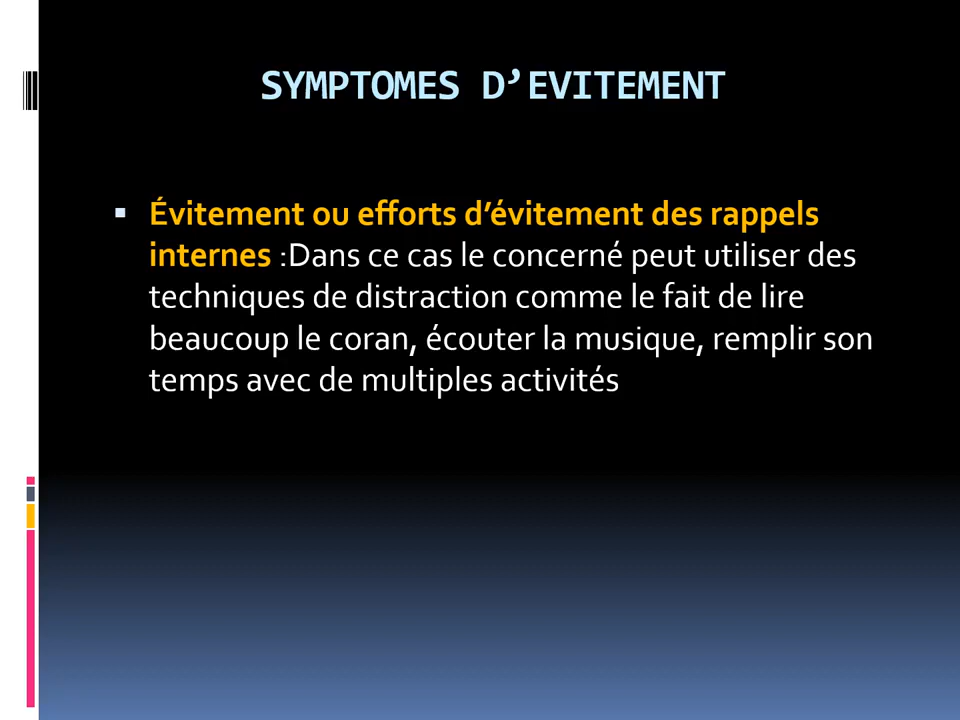 SYMPTOMES D’EVITEMENT
▪ Évitement ou efforts d’évitement des rappels
internes :Dans ce cas le concerné peut utiliser des
techniques de distraction comme le fait de lire
beaucoup le coran, écouter la musique, remplir son
temps avec de multiples activités